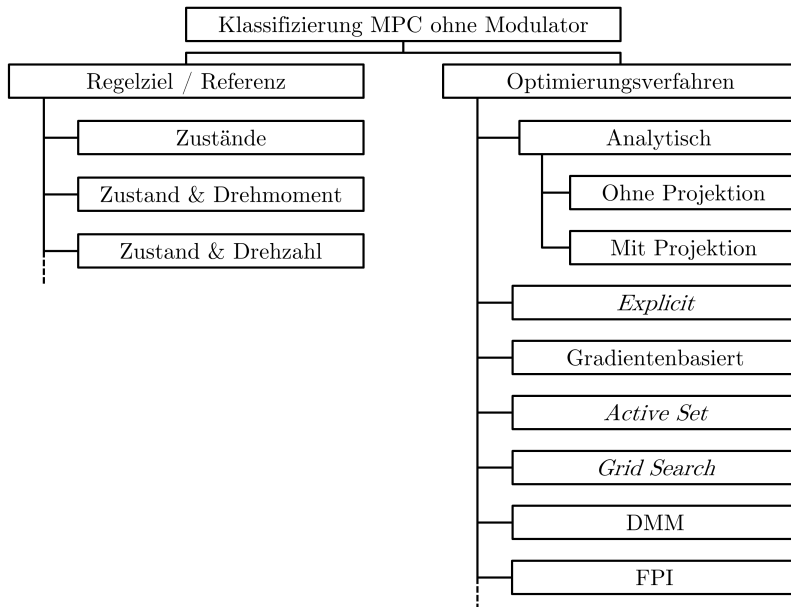 Klassifizierung MPC ohne Modulator
Regelziel / Referenz
Zustände
Zustand & Drehmoment
Zustand & Drehzahl
Optimierungsverfahren
Analytisch
Ohne Projektion
Mit Projektion
Explicit
Gradientenbasiert
Active Set
Grid Search
DMM
FPI